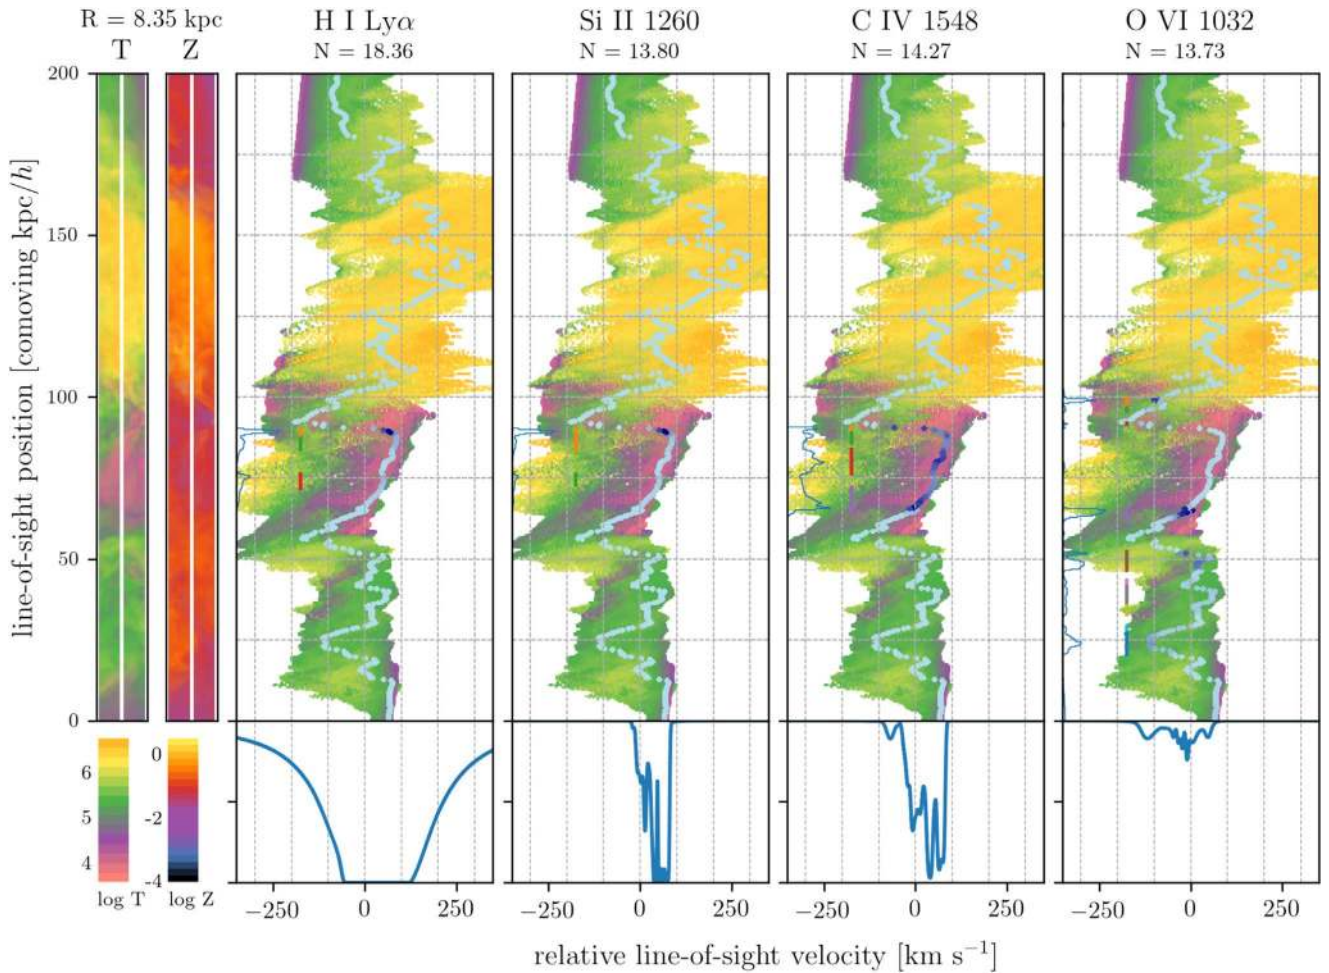 R = 8.35 kpc
T Z
H I Lyα
N = 18.36
Si II 1260
N = 13.80
C IV 1548
N = 14.27
O VI 1032
N = 13.73
line-of-sight position [comoving kpc/h]
200
150
100
50
0
6
5
4
log T
0
-2
-4
log Z
−250 0 250
−250 0 250
−250 0 250
−250 0 250
relative line-of-sight velocity [km s⁻¹]